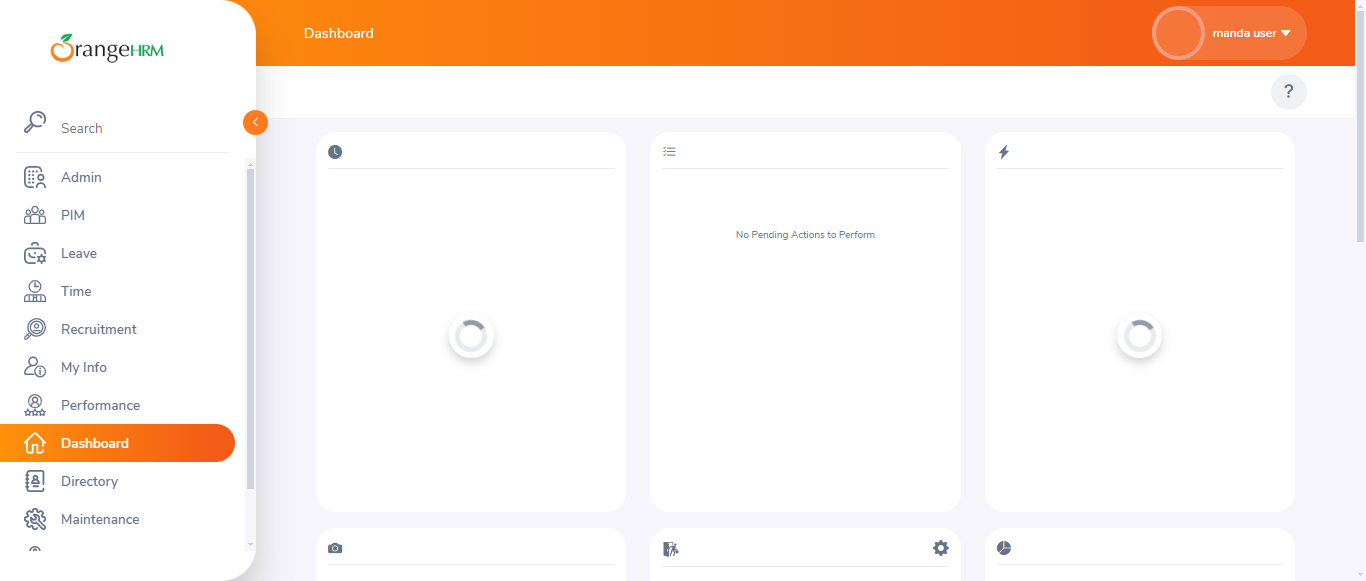 OrangeHRM
Dashboard
manda user
?
Search
Admin
PIM
Leave
Time
Recruitment
My Info
Performance
Dashboard
Directory
Maintenance
No Pending Actions to Perform